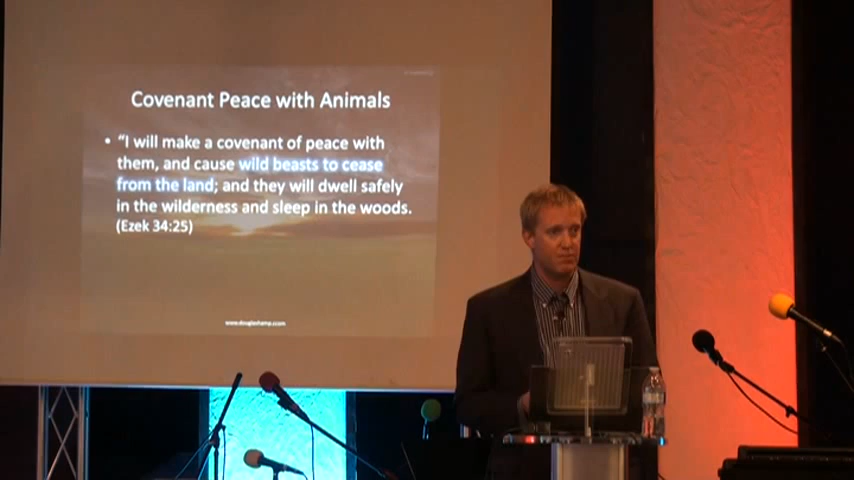 Covenant Peace with Animals
• “I will make a covenant of peace with
them, and cause wild beasts to cease
from the land; and they will dwell safely
in the wilderness and sleep in the woods.
(Ezek 34:25)
www.douglashamp.com